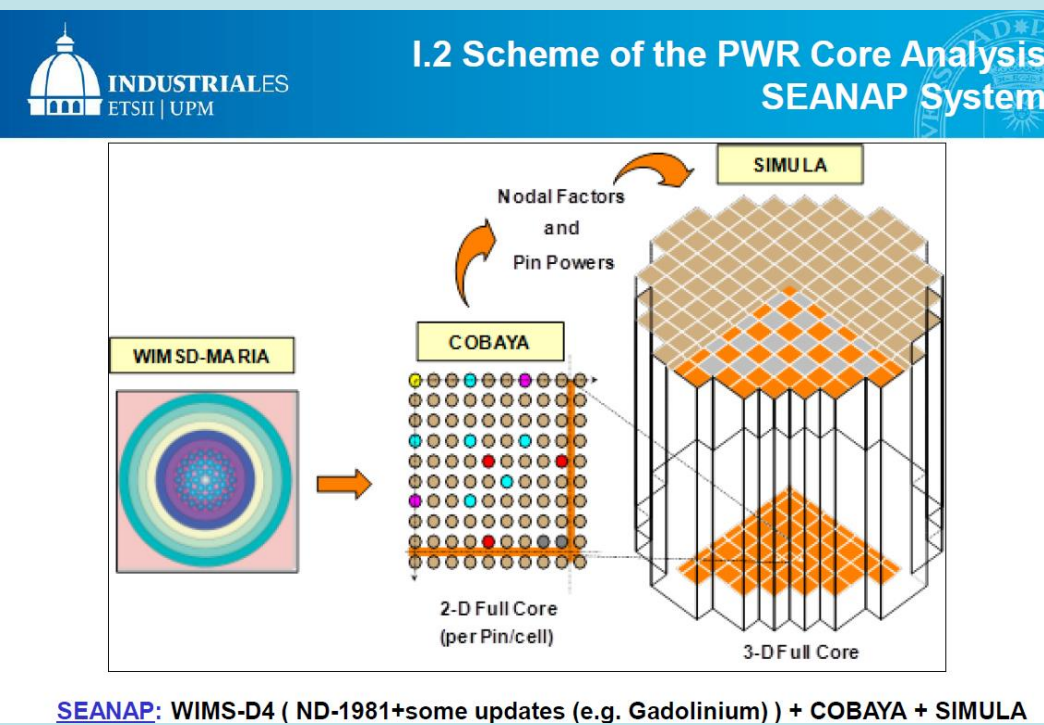 I.2 Scheme of the PWR Core Analysis
SEANAP System
INDUSTRIALES
ETSII | UPM
SIMULA
Nodal Factors
and
Pin Powers
COBAYA
WIMSD-MARIA
2-D Full Core
(per Pin/cell)
3-D Full Core
SEANAP: WIMS-D4 ( ND-1981+some updates (e.g. Gadolinium) ) + COBAYA + SIMULA